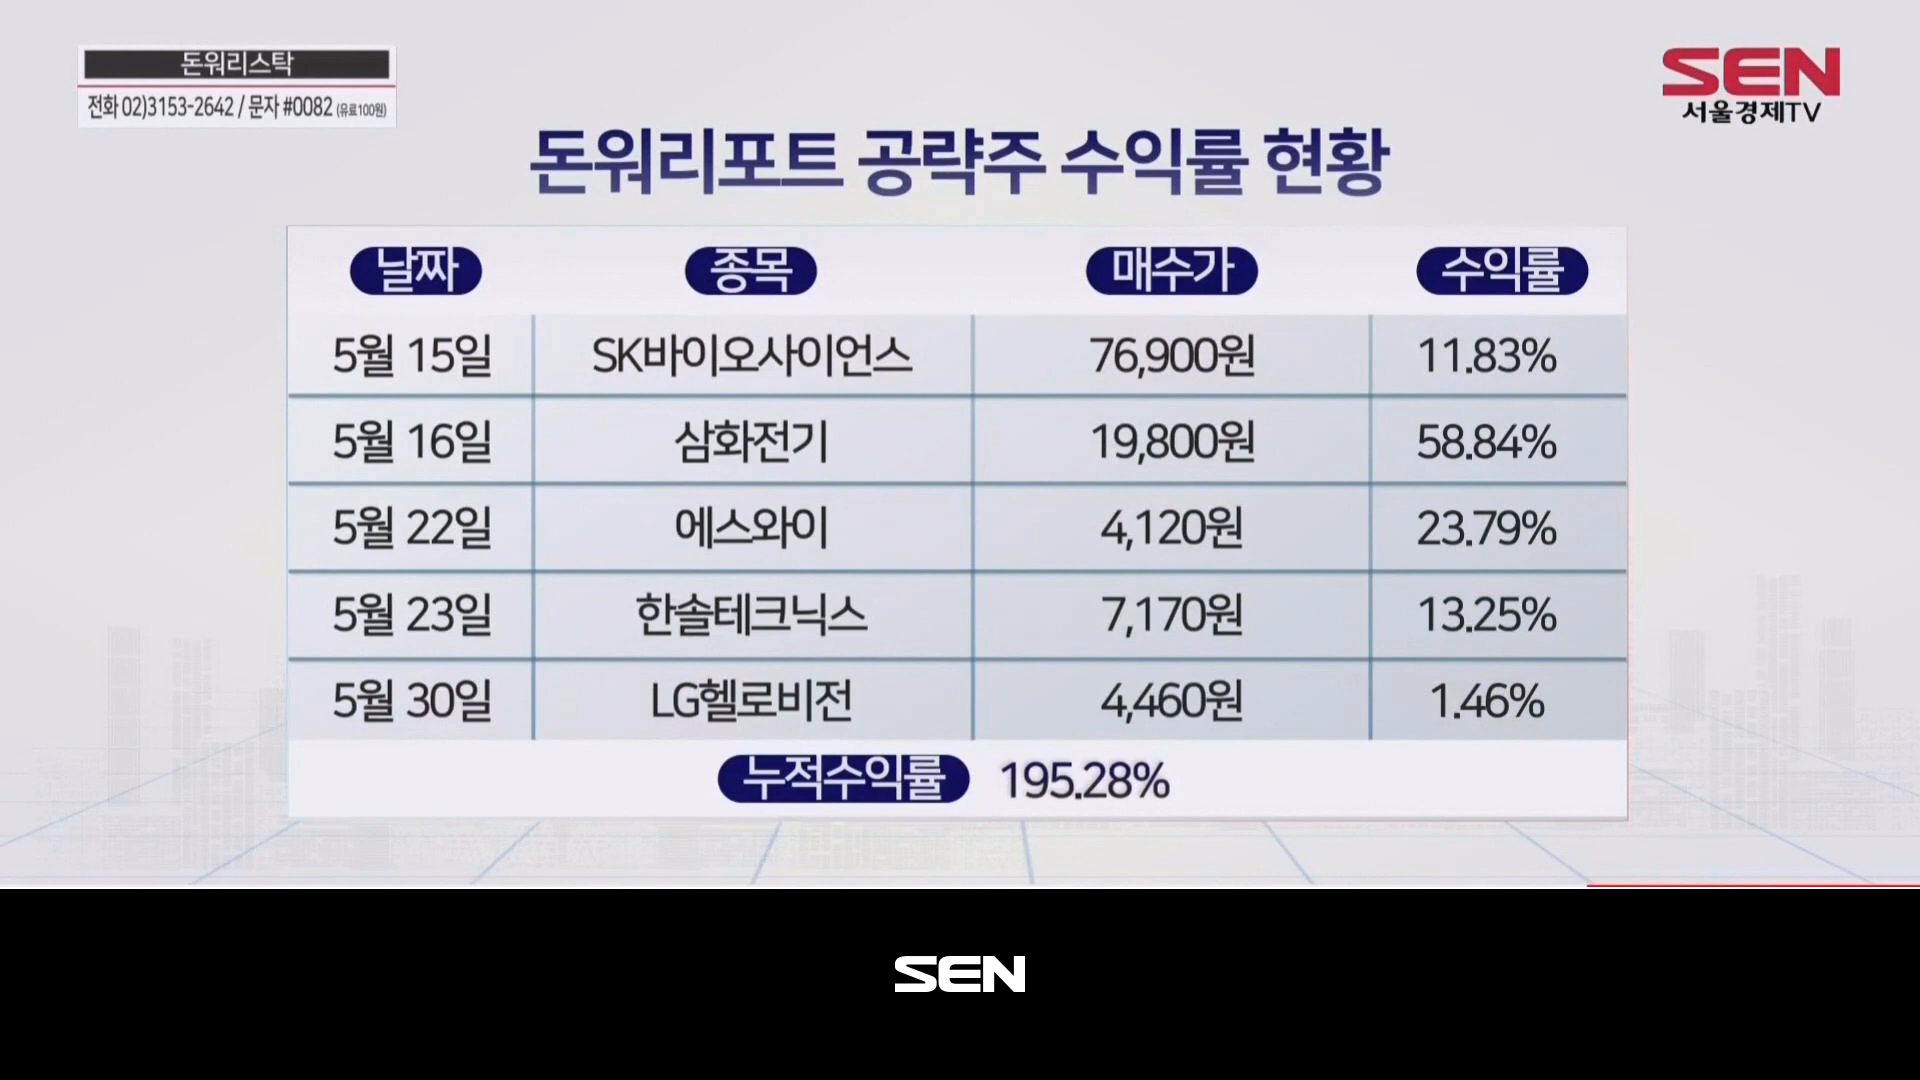 돈워리스탁
전화 02)3153-2642 / 문자 #0082 (유료100원)
SEN
서울경제TV
돈워리포트 공략주 수익률 현황
날짜 종목 매수가 수익률
5월 15일 SK바이오사이언스 76,900원 11.83%
5월 16일 삼화전기 19,800원 58.84%
5월 22일 에스와이 4,120원 23.79%
5월 23일 한솔테크닉스 7,170원 13.25%
5월 30일 LG헬로비전 4,460원 1.46%
누적수익률 195.28%
SEN